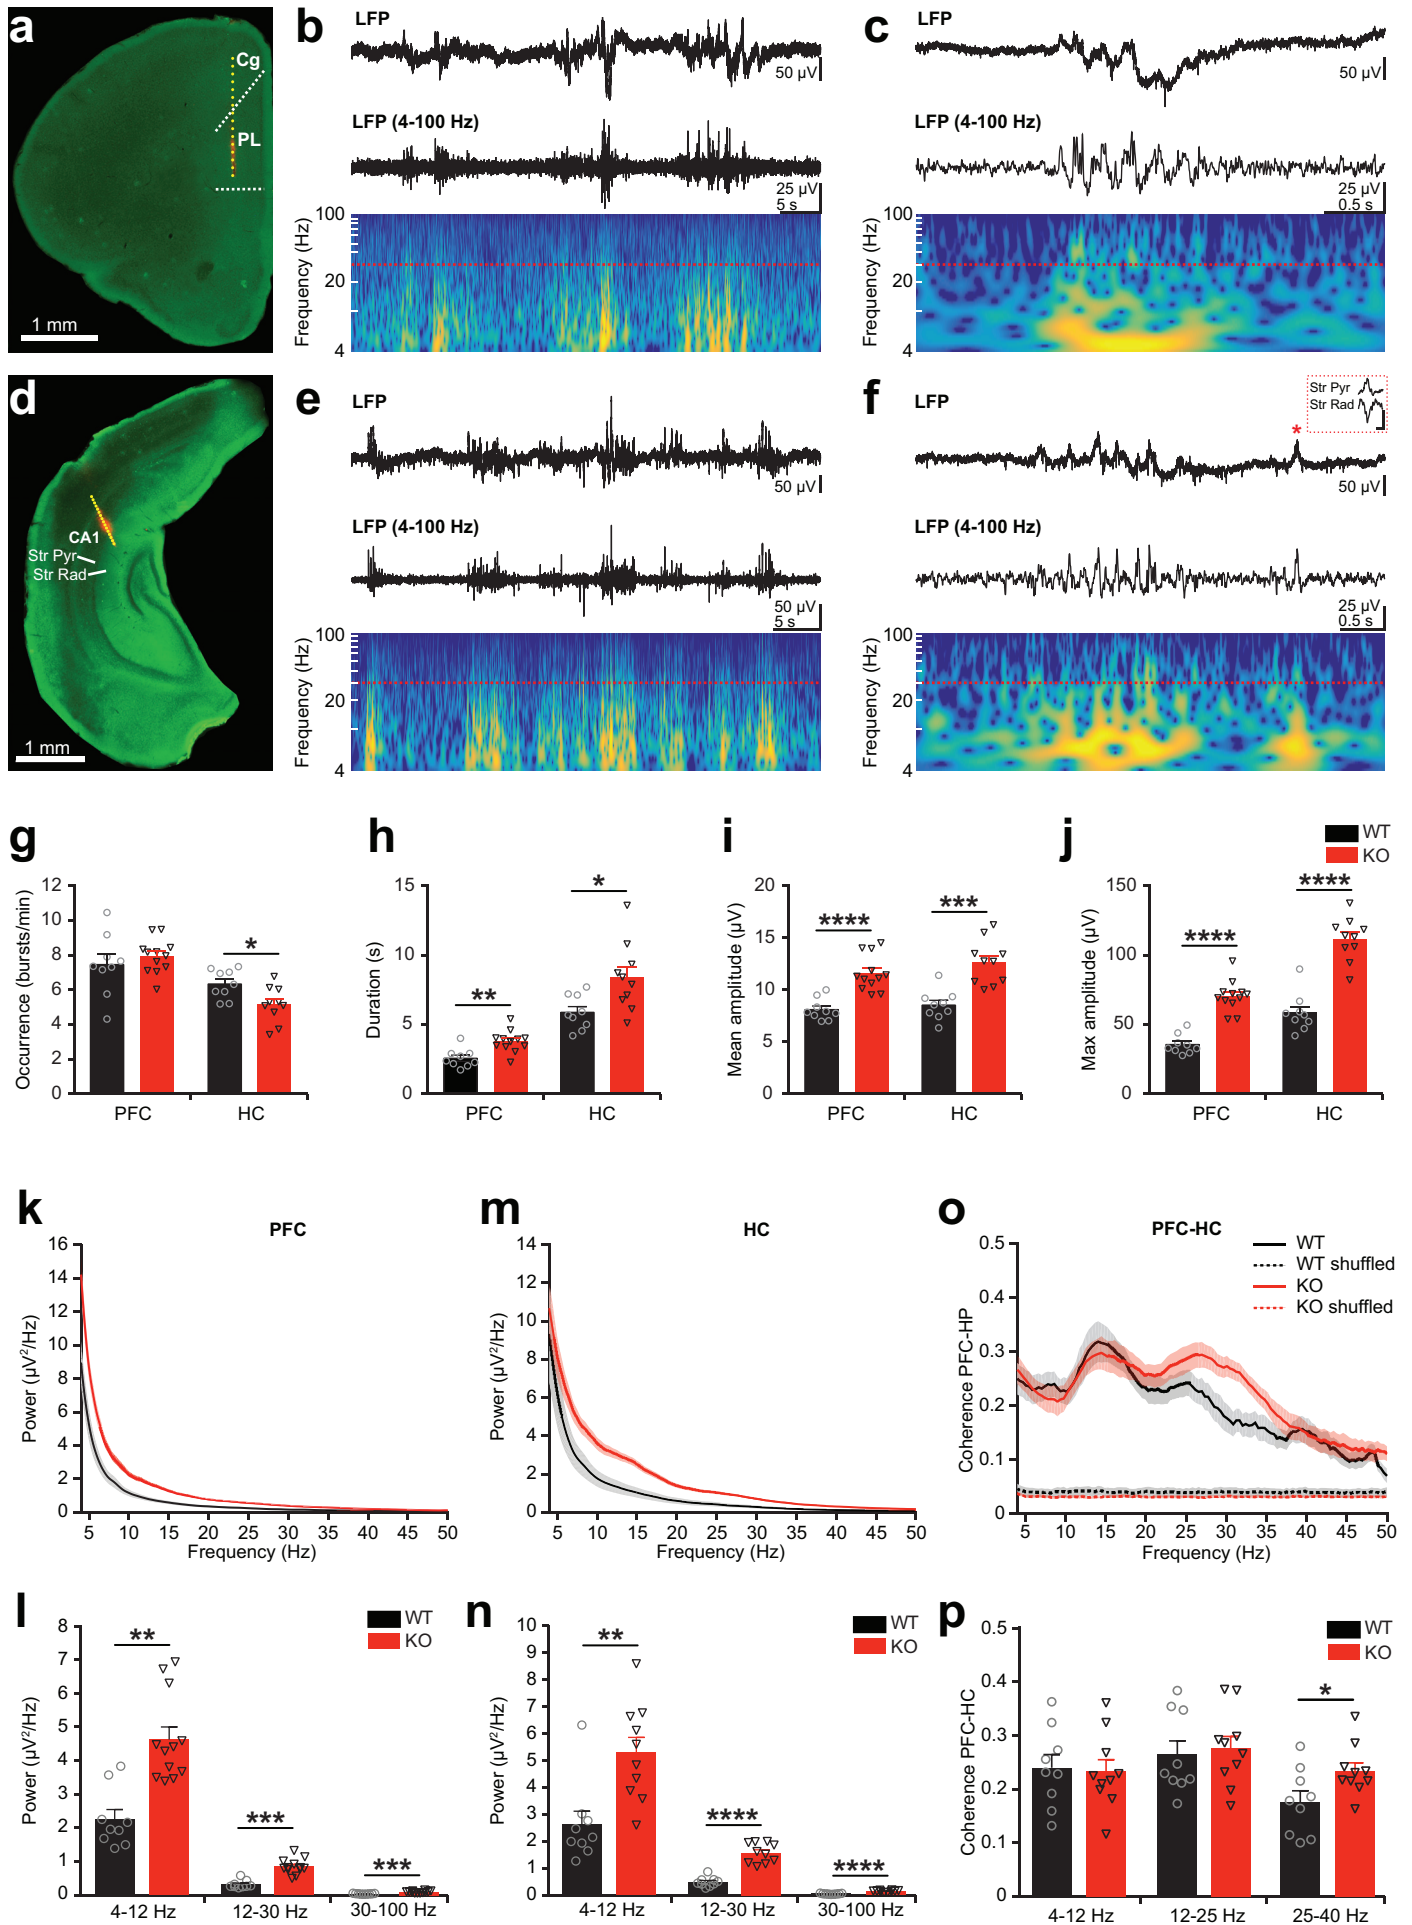 a
Cg
PL
1 mm
b
LFP
50 µV
LFP (4-100 Hz)
25 µV
5 s
Frequency (Hz)
100
20
4
c
LFP
50 µV
LFP (4-100 Hz)
25 µV
0.5 s
Frequency (Hz)
100
20
4
d
CA1
Str Pyr
Str Rad
1 mm
e
LFP
50 µV
LFP (4-100 Hz)
50 µV
5 s
Frequency (Hz)
100
20
4
f
LFP
Str Pyr
Str Rad
*
50 µV
LFP (4-100 Hz)
25 µV
0.5 s
Frequency (Hz)
100
20
4
g
Occurrence (bursts/min)
12
10
8
6
4
2
0
*
PFC
HC
h
Duration (s)
15
10
5
0
**
*
PFC
HC
i
Mean amplitude (µV)
20
15
10
5
0
****
***
PFC
HC
j
WT
KO
Max amplitude (µV)
150
100
50
0
****
****
PFC
HC
k
PFC
Power (µV²/Hz)
16
14
12
10
8
6
4
2
0
5 10 15 20 25 30 35 40 45 50
Frequency (Hz)
m
HC
Power (µV²/Hz)
14
12
10
8
6
4
2
0
5 10 15 20 25 30 35 40 45 50
Frequency (Hz)
o
PFC-HC
WT
WT shuffled
KO
KO shuffled
Coherence PFC-HP
0.5
0.4
0.3
0.2
0.1
0
5 10 15 20 25 30 35 40 45 50
Frequency (Hz)
l
WT
KO
Power (µV²/Hz)
8
7
6
5
4
3
2
1
0
**
***
***
4-12 Hz
12-30 Hz
30-100 Hz
n
WT
KO
Power (µV²/Hz)
10
9
8
7
6
5
4
3
2
1
0
**
****
****
4-12 Hz
12-30 Hz
30-100 Hz
p
WT
KO
Coherence PFC-HC
0.5
0.4
0.3
0.2
0.1
0
*
4-12 Hz
12-25 Hz
25-40 Hz